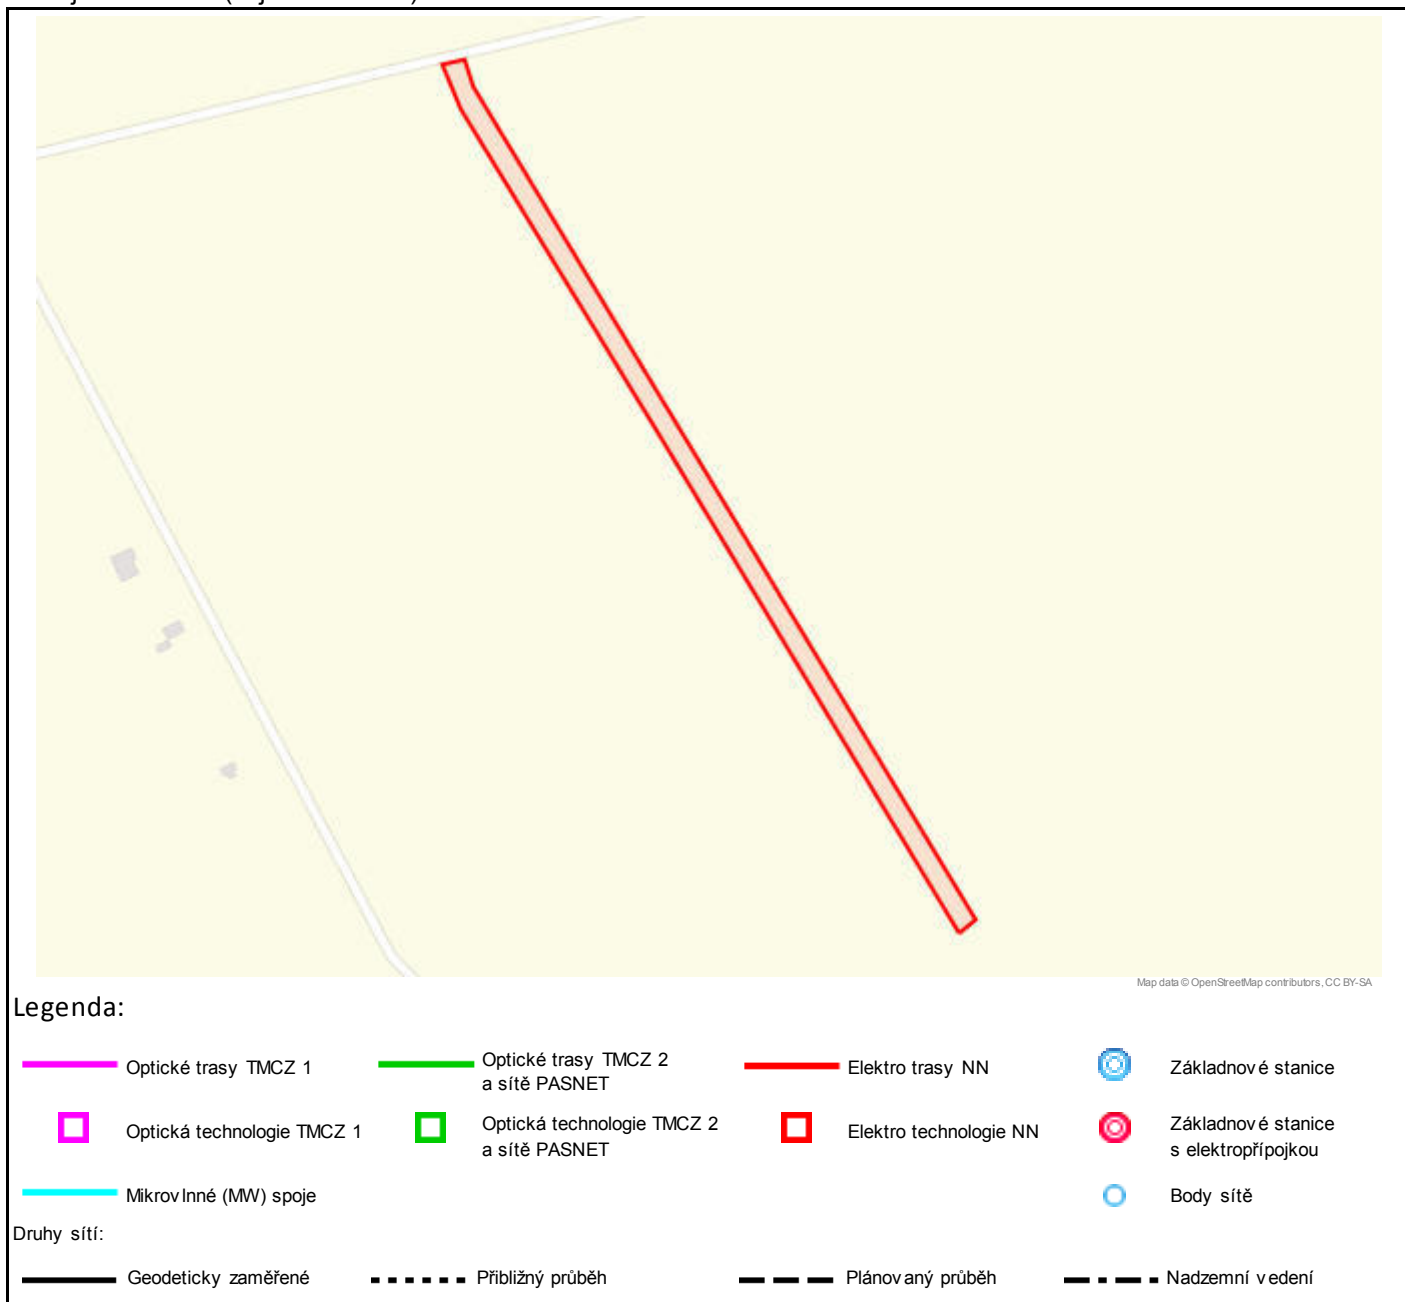 Map data © OpenStreetMap contributors, CC BY-SA
Legenda:
Optické trasy TMCZ 1
Optické trasy TMCZ 2
a sítě PASNET
Elektro trasy NN
Základnové stanice
Optická technologie TMCZ 1
Optická technologie TMCZ 2
a sítě PASNET
Elektro technologie NN
Základnové stanice
s elektropřípojkou
Mikrovlnné (MW) spoje
Body sítě
Druhy sítí:
Geodeticky zaměřené
Přibližný průběh
Plánovaný průběh
Nadzemní vedení